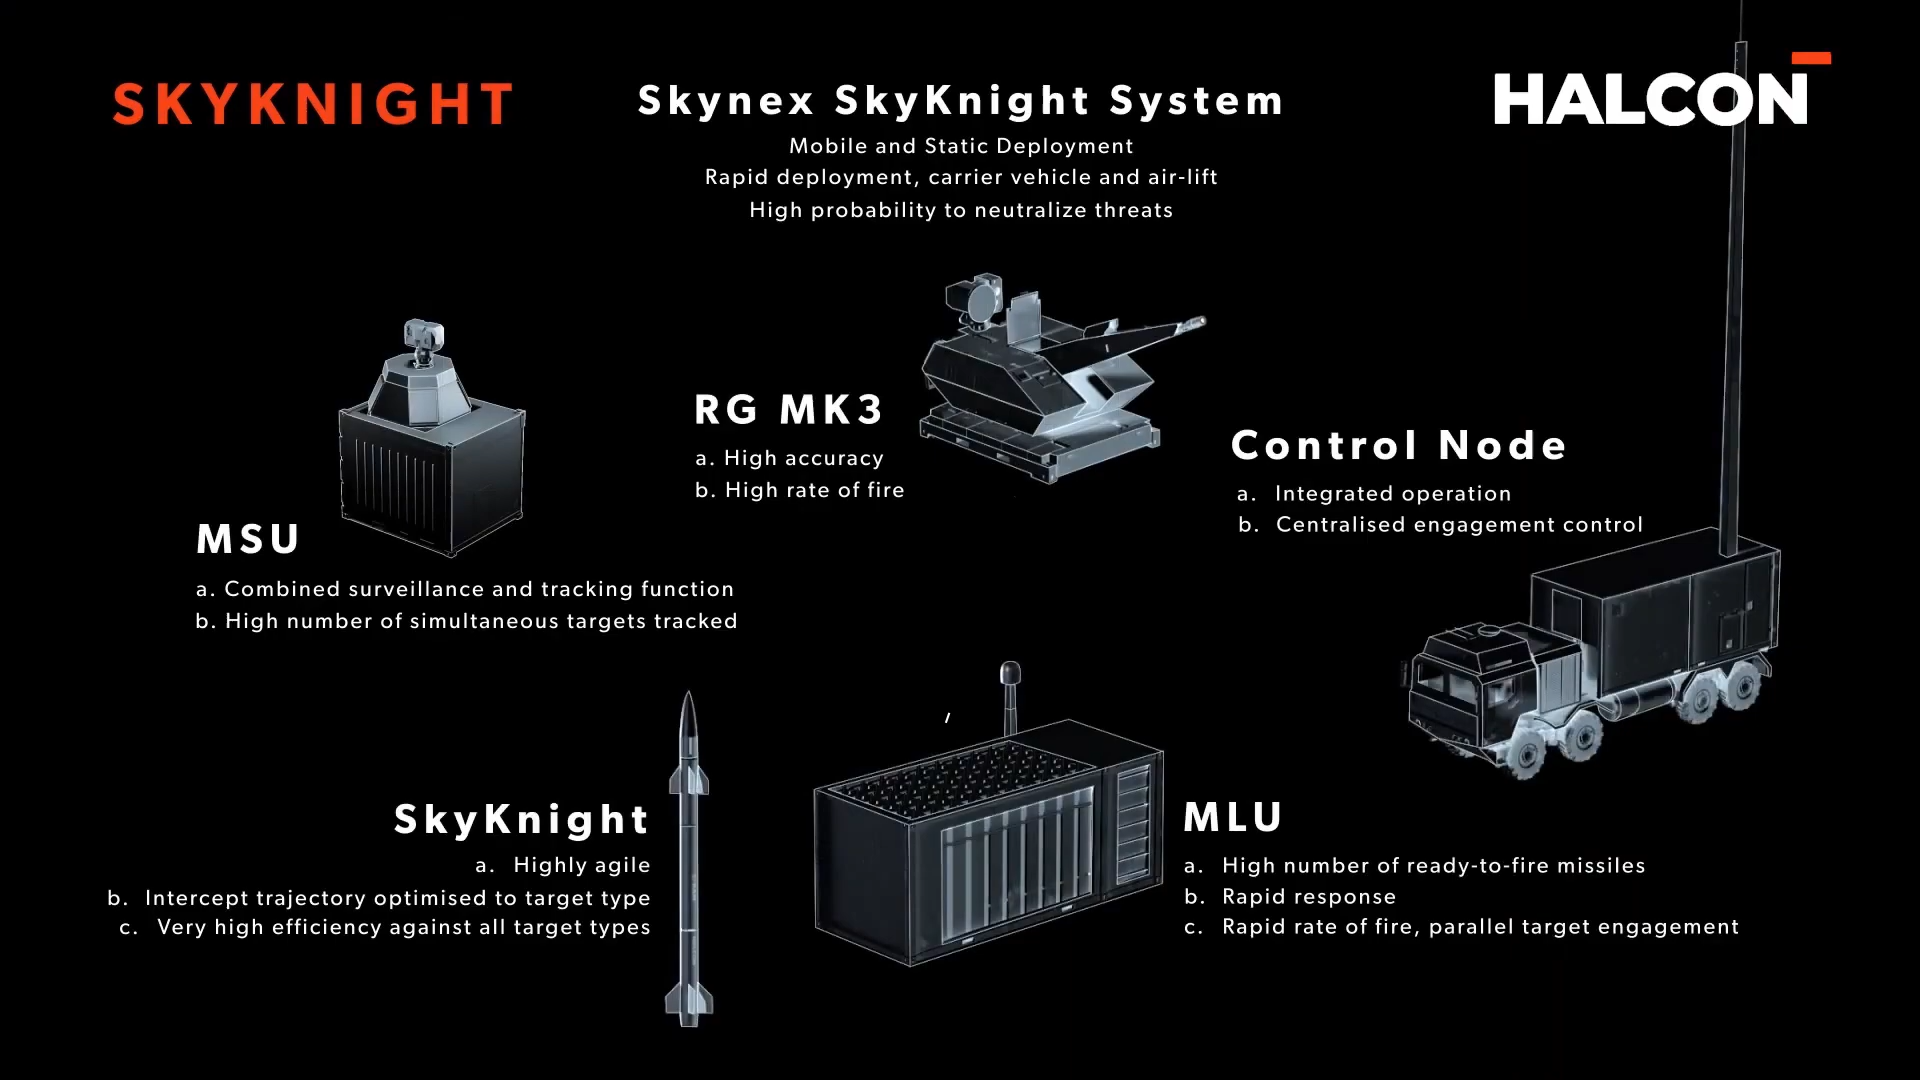 SKYKNIGHT
Skynex SkyKnight System
Mobile and Static Deployment
Rapid deployment, carrier vehicle and air-lift
High probability to neutralize threats
HALCON
RG MK3
a. High accuracy
b. High rate of fire
Control Node
a. Integrated operation
b. Centralised engagement control
MSU
a. Combined surveillance and tracking function
b. High number of simultaneous targets tracked
SkyKnight
a. Highly agile
b. Intercept trajectory optimised to target type
c. Very high efficiency against all target types
MLU
a. High number of ready-to-fire missiles
b. Rapid response
c. Rapid rate of fire, parallel target engagement